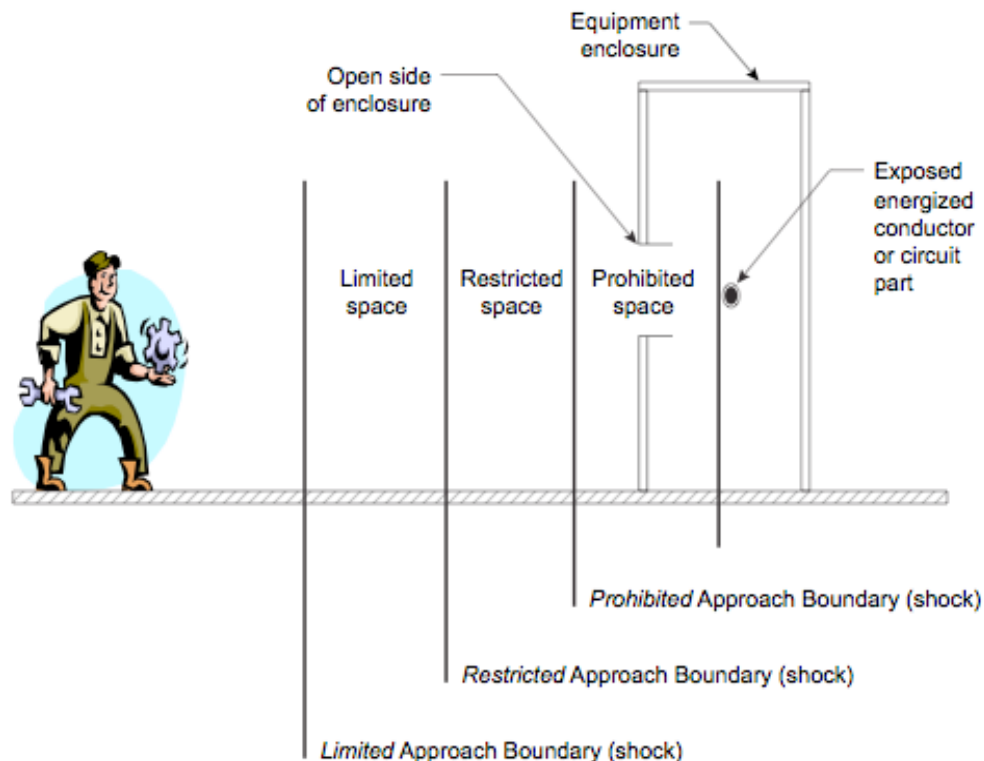 Equipment
enclosure
Open side
of enclosure
Exposed
energized
conductor
or circuit
part
Limited
space
Restricted
space
Prohibited
space
Prohibited Approach Boundary (shock)
Restricted Approach Boundary (shock)
Limited Approach Boundary (shock)